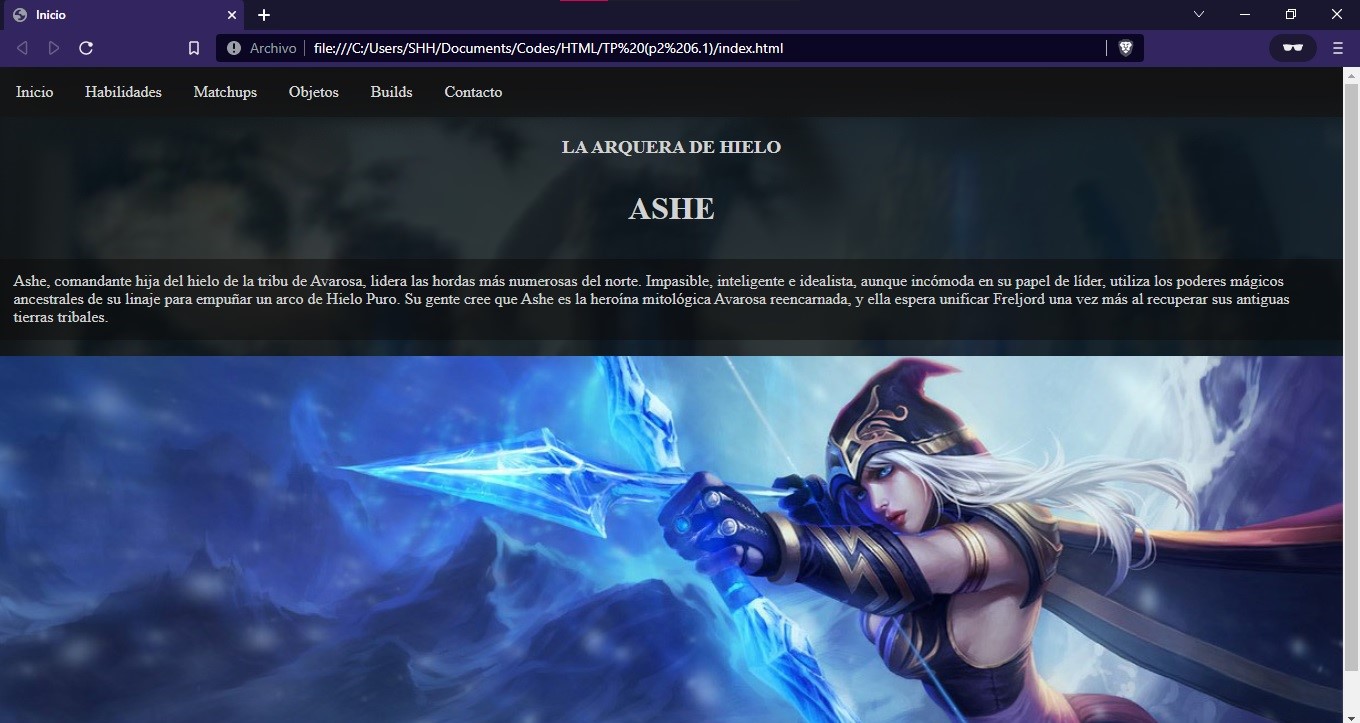 Inicio
Archivo file:///C:/Users/SHH/Documents/Codes/HTML/TP%20(p2%206.1)/index.html
Inicio Habilidades Matchups Objetos Builds Contacto
LA ARQUERA DE HIELO
ASHE
Ashe, comandante hija del hielo de la tribu de Avarosa, lidera las hordas más numerosas del norte. Impasible, inteligente e idealista, aunque incómoda en su papel de líder, utiliza los poderes mágicos
ancestrales de su linaje para empuñar un arco de Hielo Puro. Su gente cree que Ashe es la heroína mitológica Avarosa reencarnada, y ella espera unificar Freljord una vez más al recuperar sus antiguas
tierras tribales.